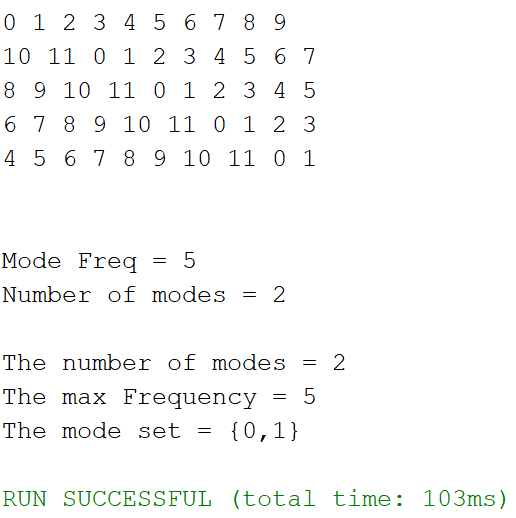 0 1 2 3 4 5 6 7 8 9
10 11 0 1 2 3 4 5 6 7
8 9 10 11 0 1 2 3 4 5
6 7 8 9 10 11 0 1 2 3
4 5 6 7 8 9 10 11 0 1
Mode Freq = 5
Number of modes = 2
The number of modes = 2
The max Frequency = 5
The mode set = {0,1}
RUN SUCCESSFUL (total time: 103ms)